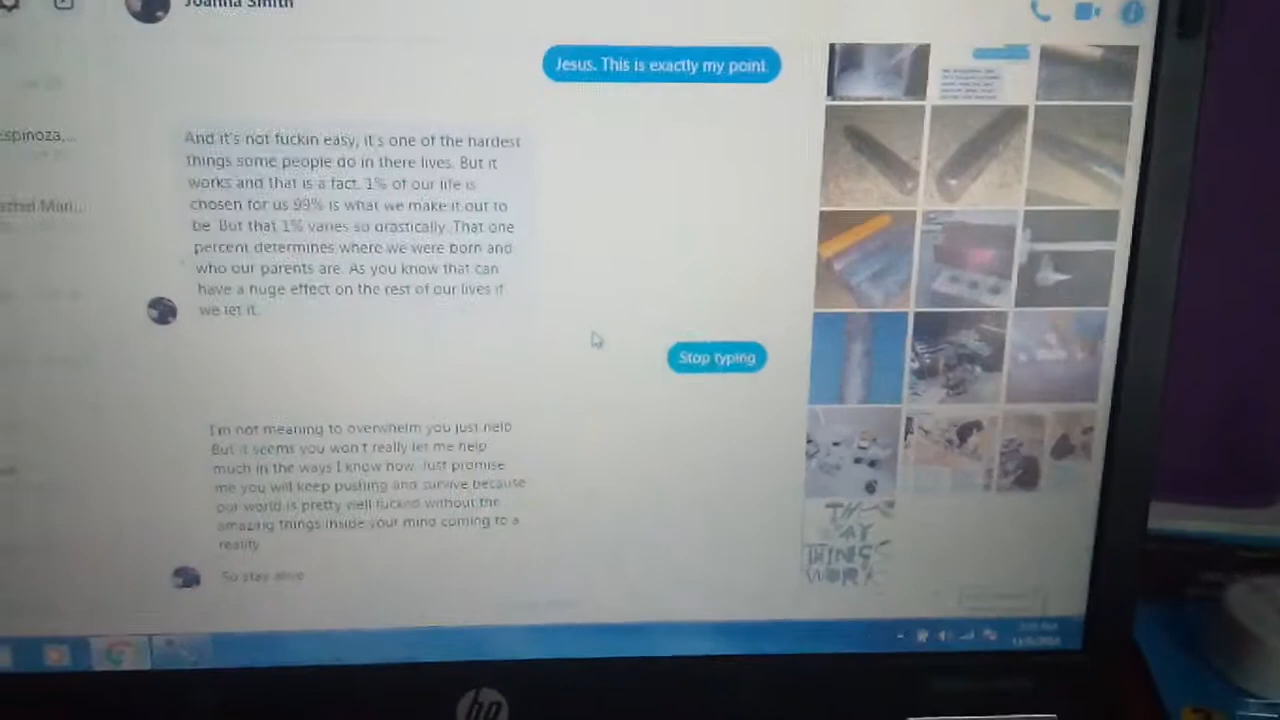 Joanna Smith
Jesus. This is exactly my point.
Espinoza,...
And it's not fuckin easy, it's one of the hardest
things some people do in there lives. But it
works and that is a fact. 1% of our life is
chosen for us 99% is what we make it out to
be. But that 1% varies so drastically. That one
percent determines where we were born and
who our parents are. As you know that can
have a huge effect on the rest of our lives if
we let it.
Stop typing
I'm not meaning to overwhelm you just help
But it seems you won't really let me help
much in the ways I know how. Just promise
me you will keep pushing and survive because
our world is pretty well fucked without the
amazing things inside your mind coming to a
reality
So stay alive
THE
WAY
THINGS
WORK
hp